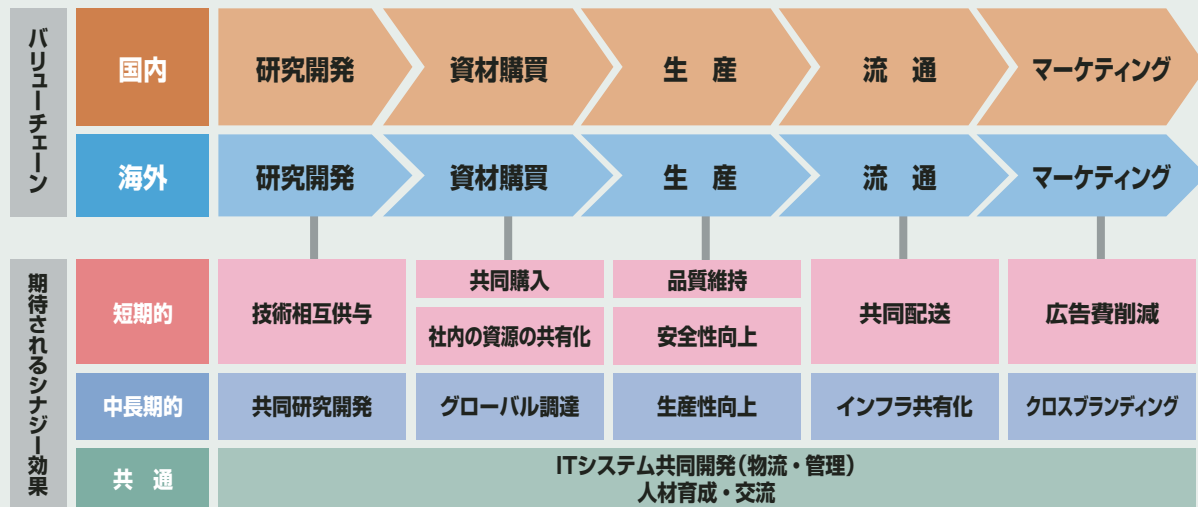 バリューチェーン
国内
研究開発
資材購買
生 産
流 通
マーケティング
海外
研究開発
資材購買
生 産
流 通
マーケティング
期待されるシナジー効果
短期的
技術相互供与
共同購入
社内の資源の共有化
品質維持
安全性向上
共同配送
広告費削減
中長期的
共同研究開発
グローバル調達
生産性向上
インフラ共有化
クロスブランディング
共 通
ITシステム共同開発（物流・管理）
人材育成・交流